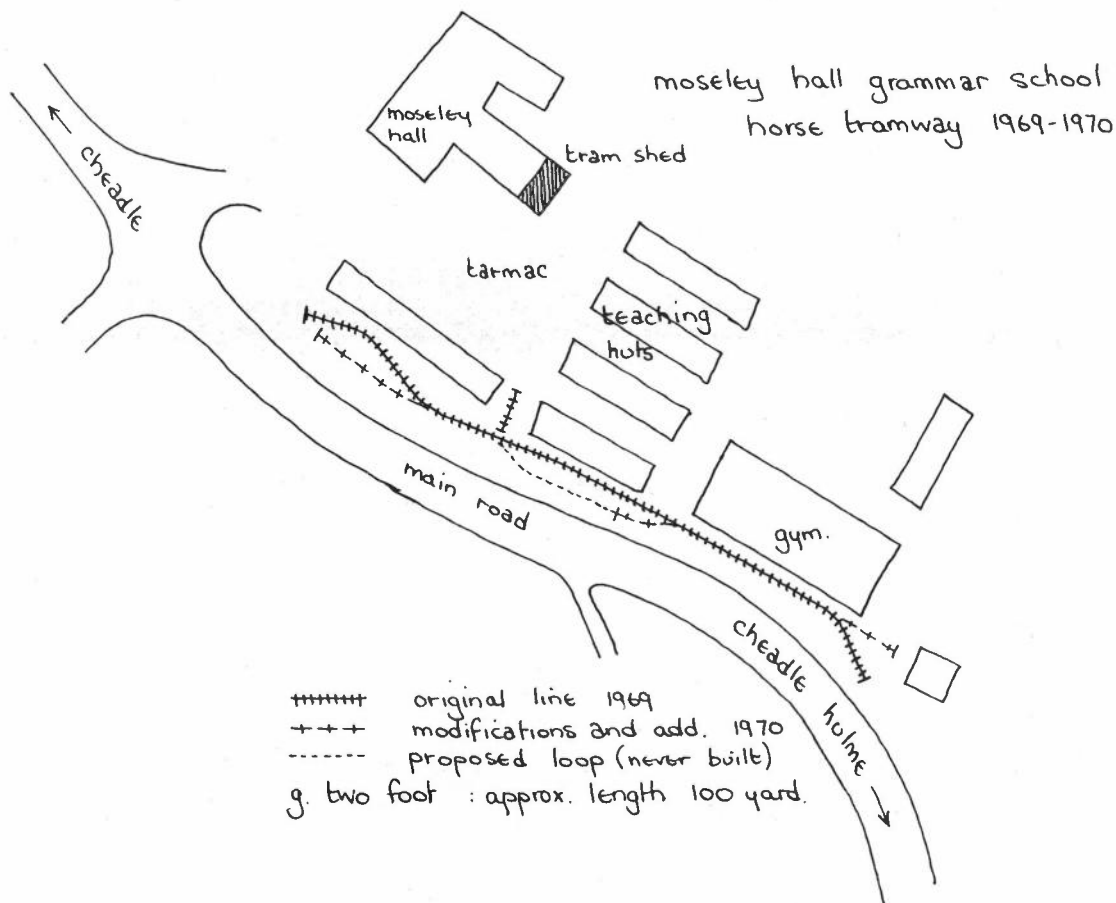 moseley hall grammar school
horse tramway 1969-1970
moseley
hall
tram shed
cheadle
tarmac
teaching
huts
main road
gym.
cheadle hulme
original line 1969
modifications and add. 1970
proposed loop (never built)
g. two foot : approx. length 100 yard.